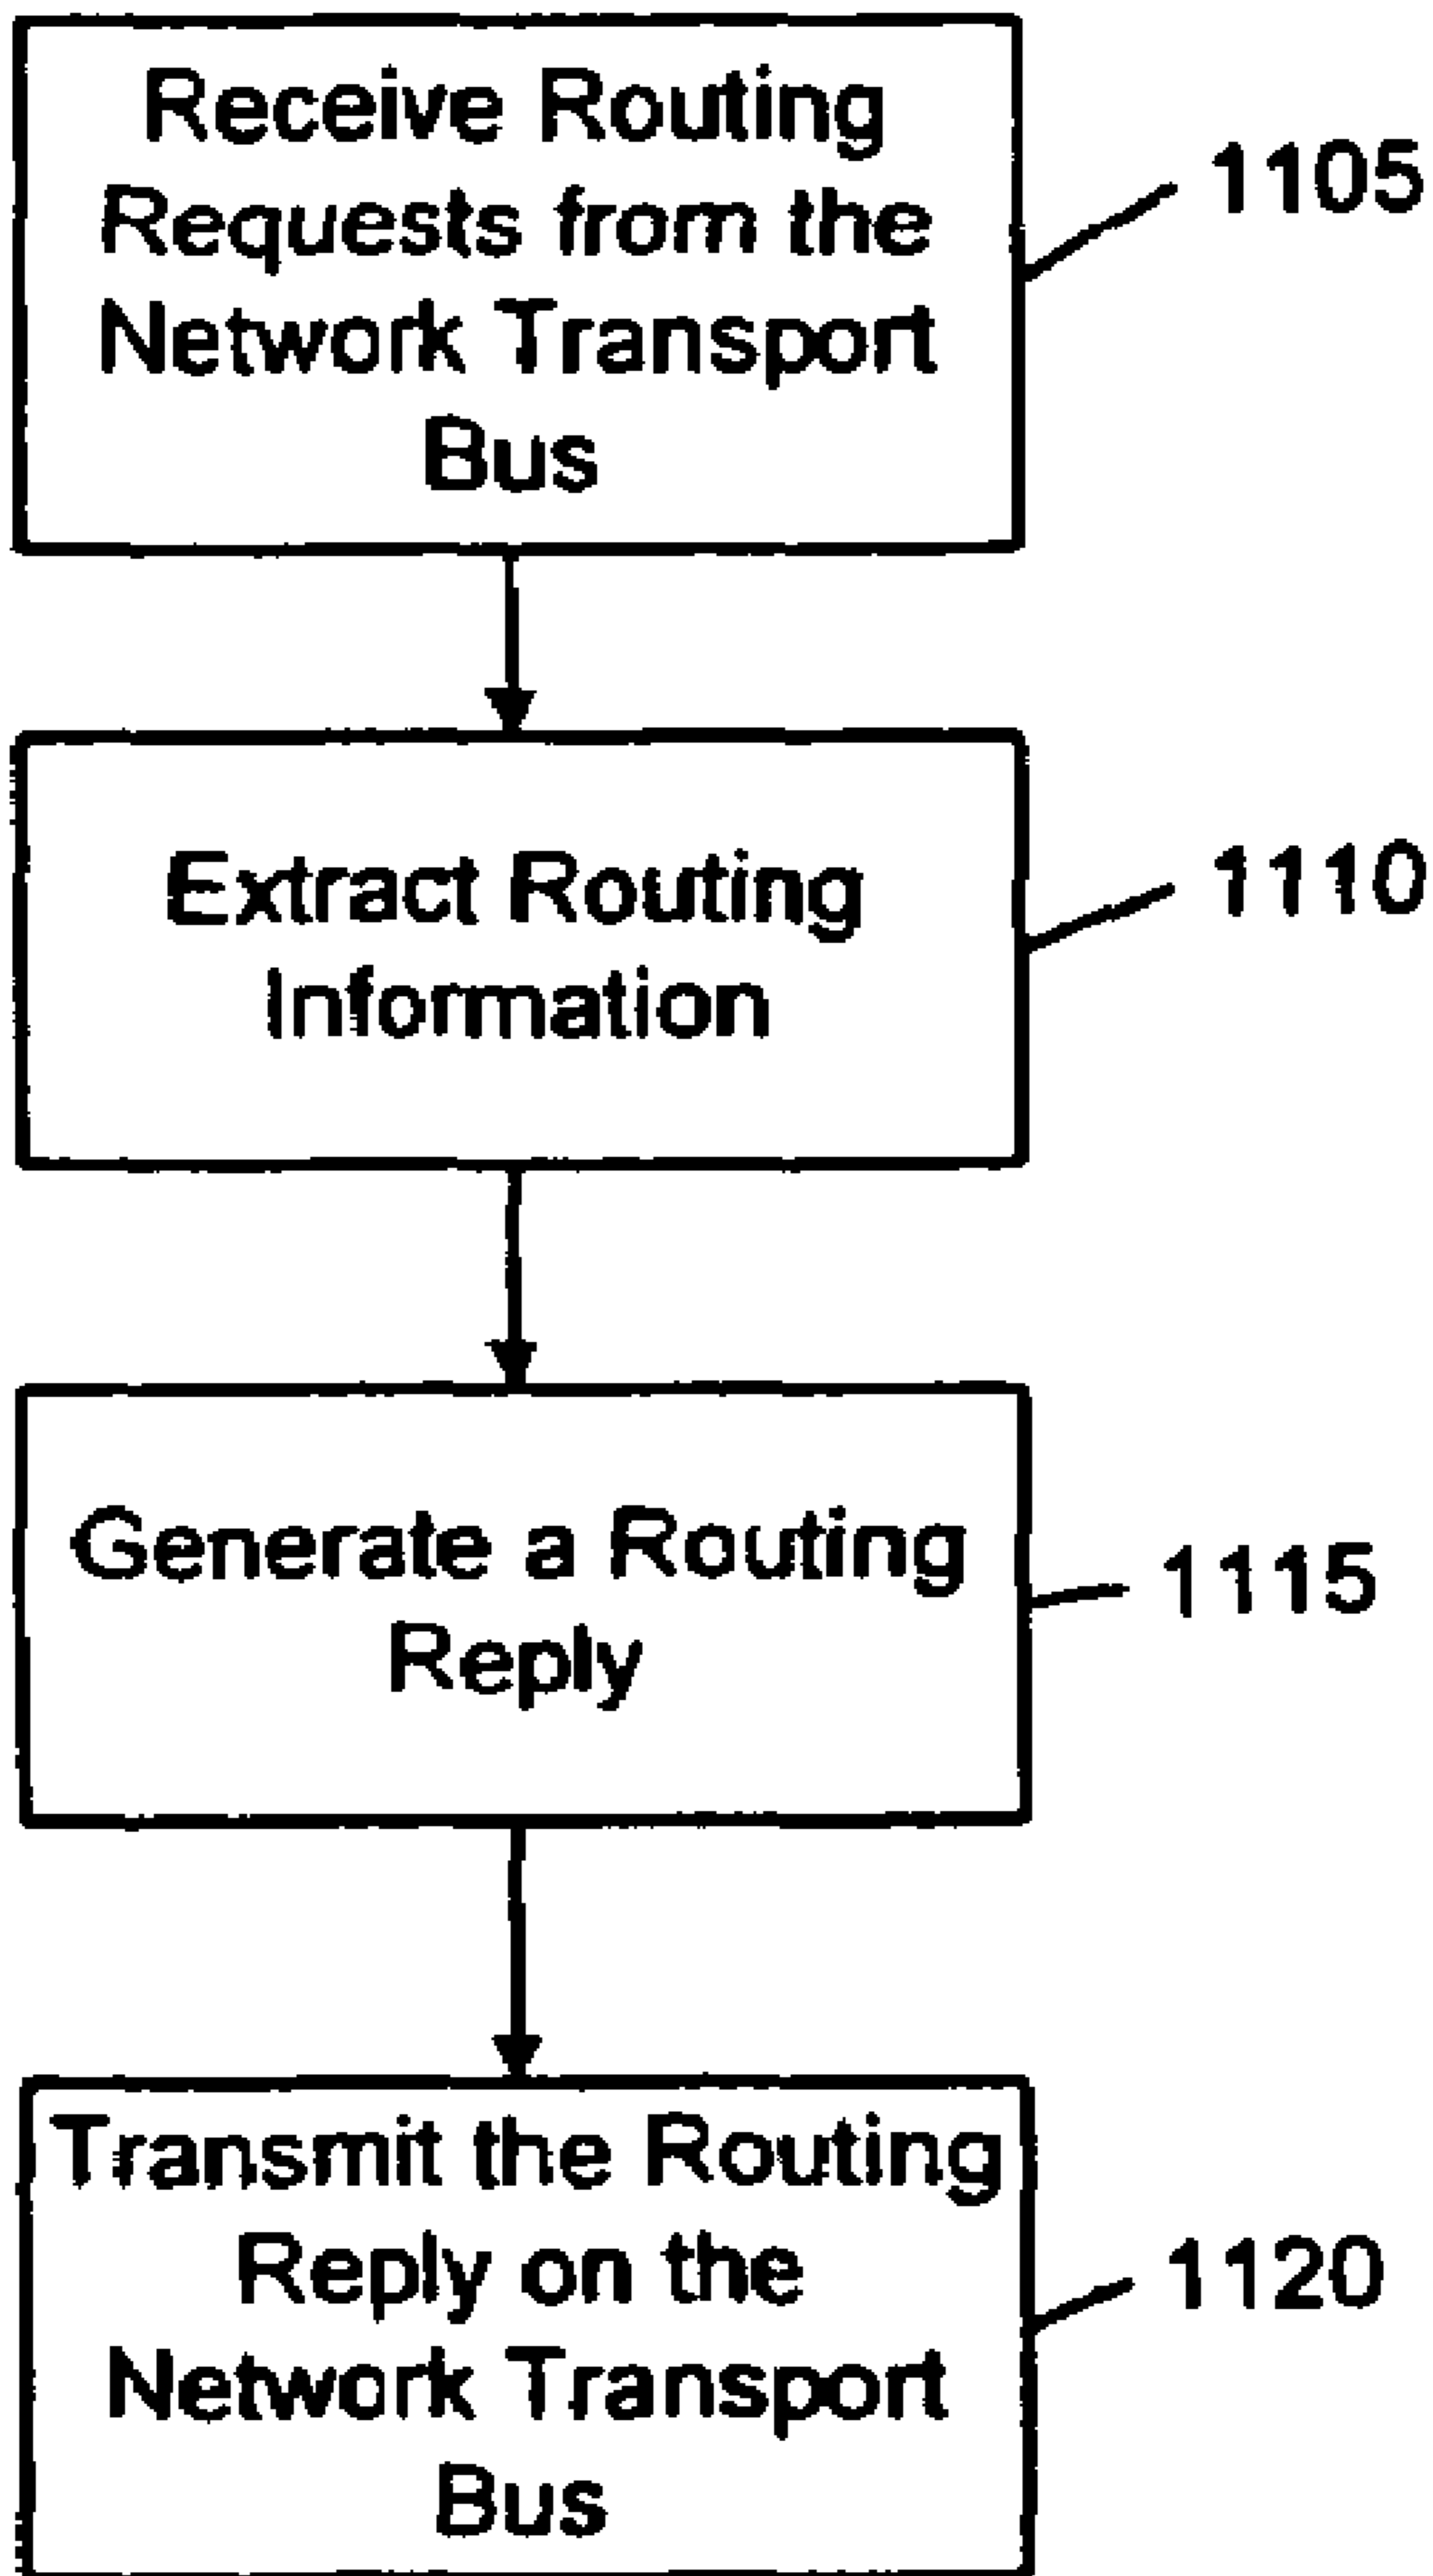 Receive Routing
Requests from the
Network Transport
Bus
1105
Extract Routing
Information
1110
Generate a Routing
Reply
1115
Transmit the Routing
Reply on the
Network Transport
Bus
1120